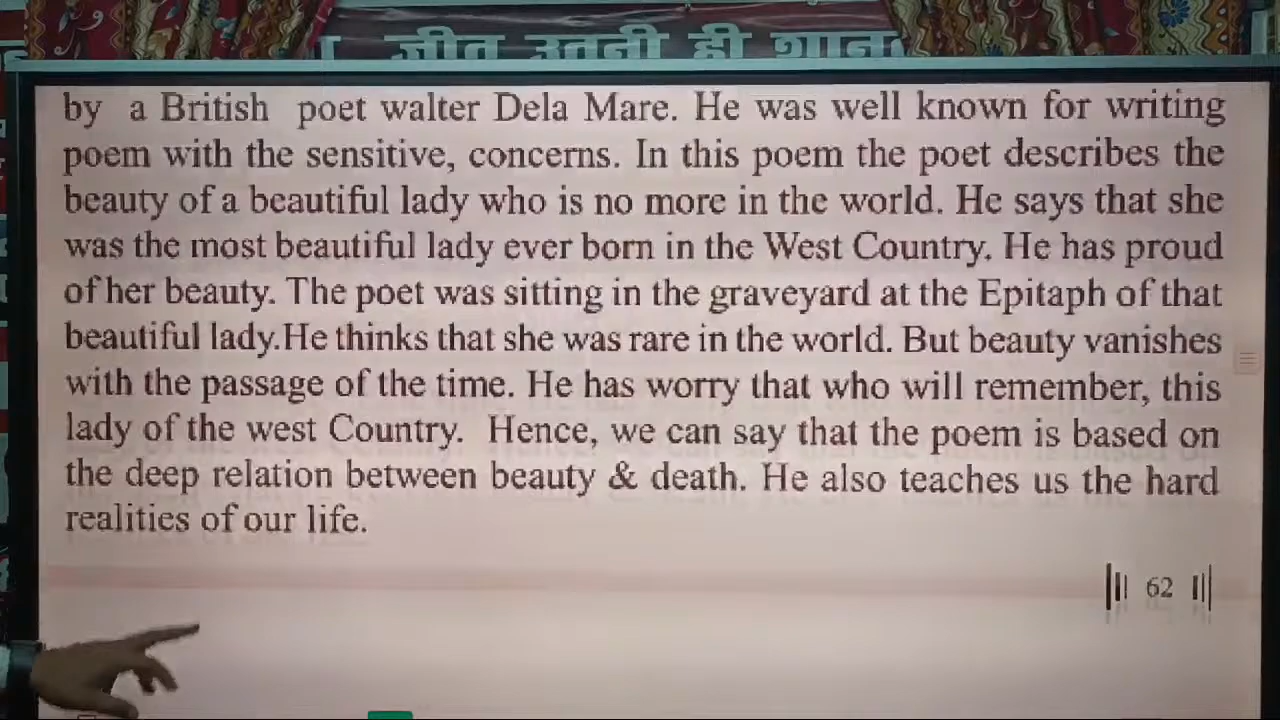 जीत उतनी ही शान
by a British poet walter Dela Mare. He was well known for writing
poem with the sensitive, concerns. In this poem the poet describes the
beauty of a beautiful lady who is no more in the world. He says that she
was the most beautiful lady ever born in the West Country. He has proud
of her beauty. The poet was sitting in the graveyard at the Epitaph of that
beautiful lady.He thinks that she was rare in the world. But beauty vanishes
with the passage of the time. He has worry that who will remember, this
lady of the west Country. Hence, we can say that the poem is based on
the deep relation between beauty & death. He also teaches us the hard
realities of our life.
62